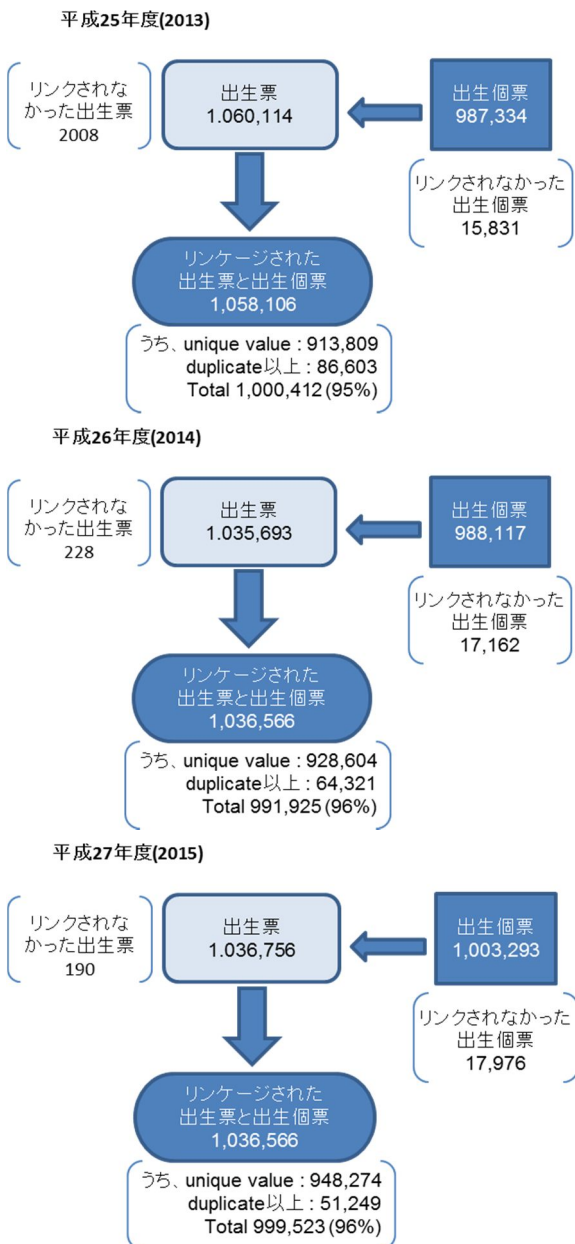 平成25年度(2013)
リンクされな
かった出生票
2008
出生票
1.060,114
出生個票
987,334
リンクされなかった
出生個票
15,831
リンケージされた
出生票と出生個票
1,058,106
うち、unique value : 913,809
duplicate以上 : 86,603
Total 1,000,412 (95%)
平成26年度(2014)
リンクされな
かった出生票
228
出生票
1.035,693
出生個票
988,117
リンクされなかった
出生個票
17,162
リンケージされた
出生票と出生個票
1,036,566
うち、unique value : 928,604
duplicate以上 : 64,321
Total 991,925 (96%)
平成27年度(2015)
リンクされな
かった出生票
190
出生票
1.036,756
出生個票
1,003,293
リンクされなかった
出生個票
17,976
リンケージされた
出生票と出生個票
1,036,566
うち、unique value : 948,274
duplicate以上 : 51,249
Total 999,523 (96%)